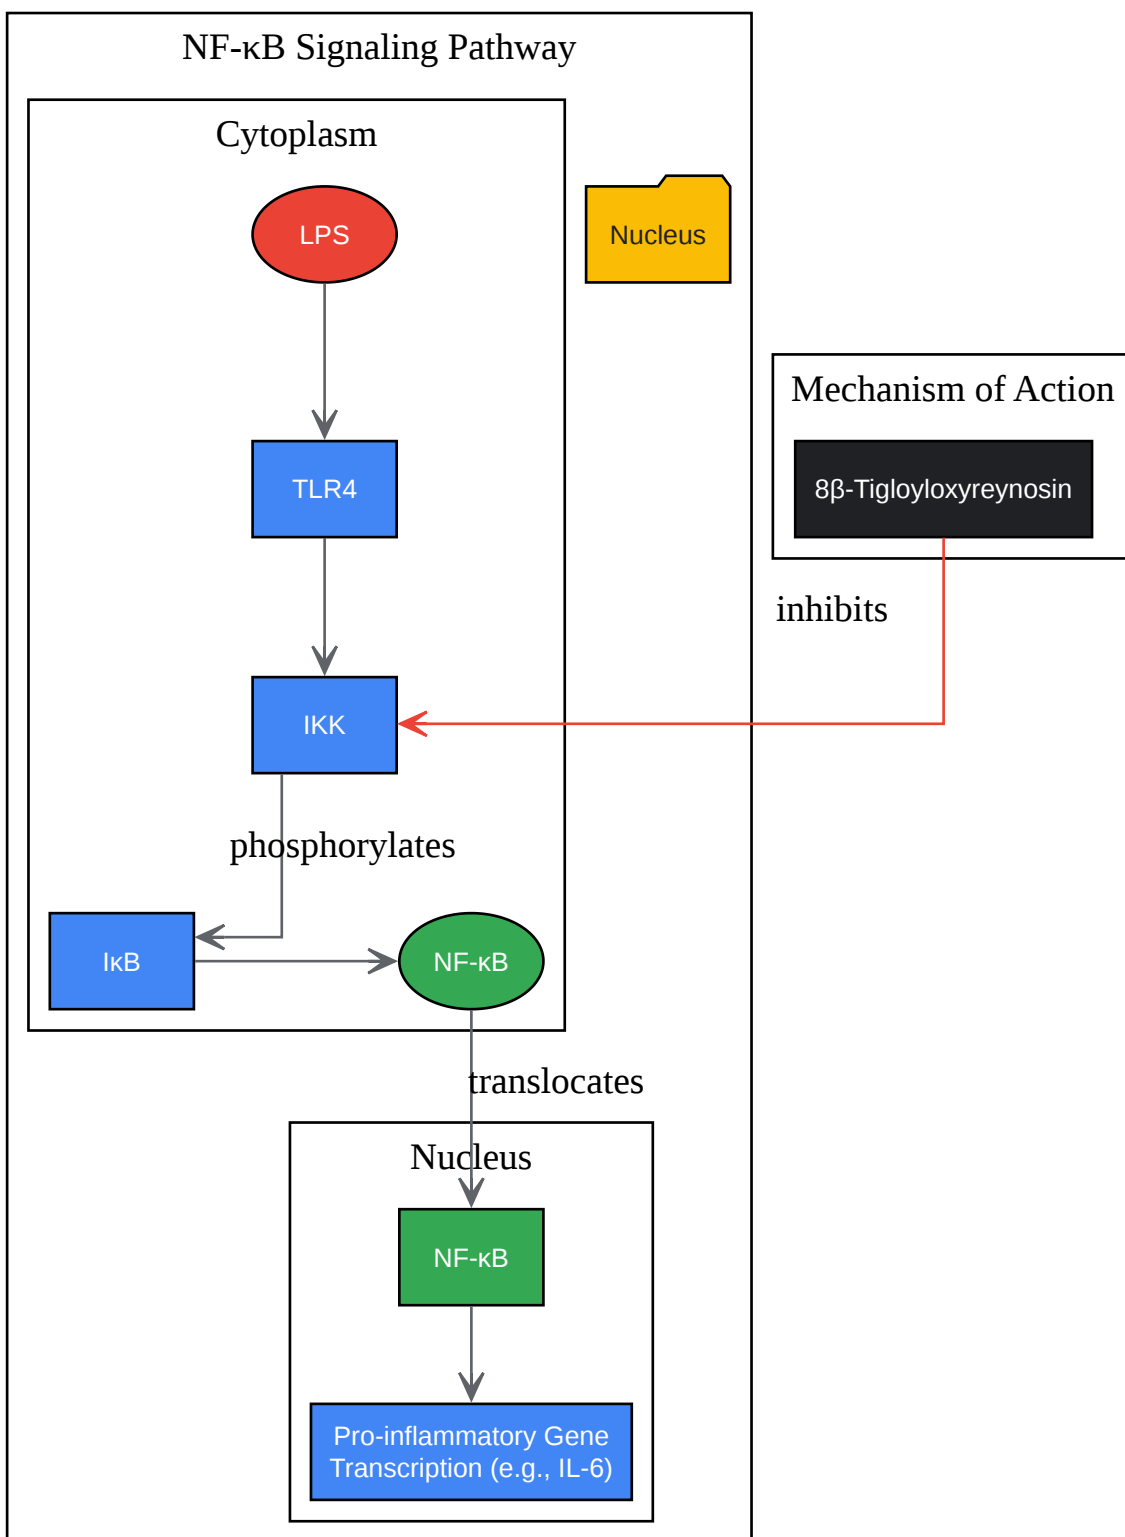 NF-κB Signaling Pathway
Cytoplasm
LPS
Nucleus
Mechanism of Action
TLR4
8β-Tigloyloxyreynosin
inhibits
IKK
phosphorylates
IκB
NF-κB
translocates
Nucleus
NF-κB
Pro-inflammatory Gene
Transcription (e.g., IL-6)